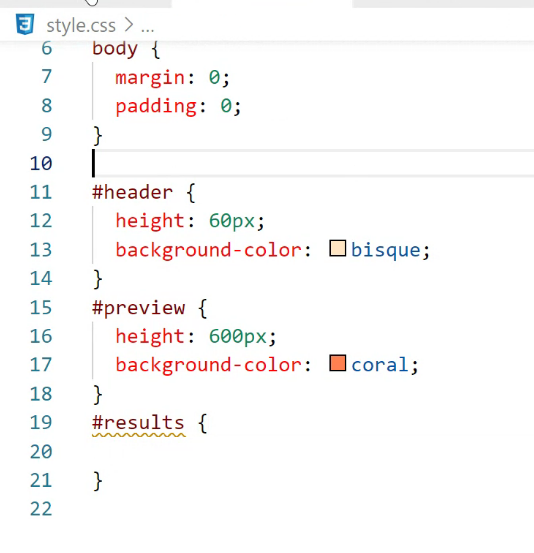 style.css > ...
6 body {
7 margin: 0;
8 padding: 0;
9 }
10
11 #header {
12 height: 60px;
13 background-color: bisque;
14 }
15 #preview {
16 height: 600px;
17 background-color: coral;
18 }
19 #results {
20
21 }
22